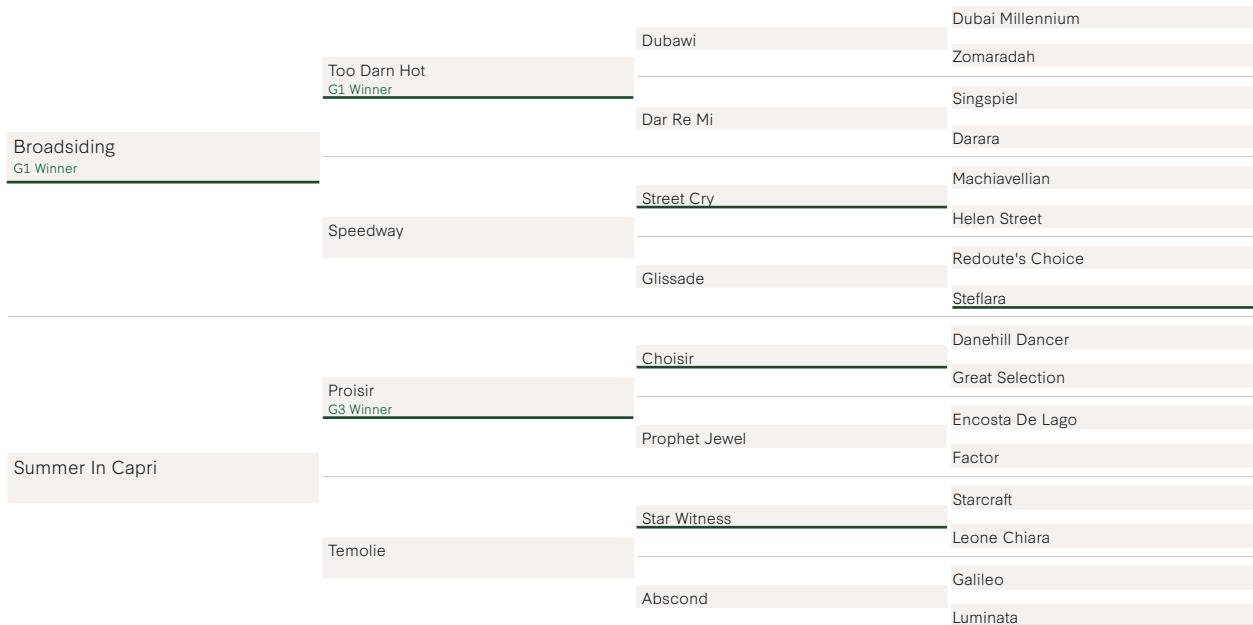 Broadsiding
G1 Winner
Summer In Capri
Too Darn Hot
G1 Winner
Speedway
Proisir
G3 Winner
Temolie
Dubawi
Dar Re Mi
Street Cry
Glissade
Choisir
Prophet Jewel
Star Witness
Abscond
Dubai Millennium
Zomaradah
Singspiel
Darara
Machiavellian
Helen Street
Redoute's Choice
Steflara
Danehill Dancer
Great Selection
Encosta De Lago
Factor
Starcraft
Leone Chiara
Galileo
Luminata